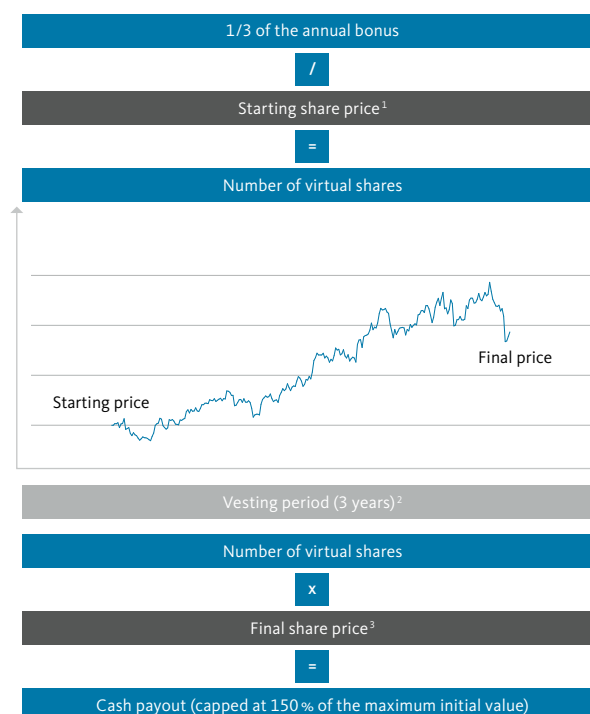 1/3 of the annual bonus
/
Starting share price¹
=
Number of virtual shares
Final price
Starting price
Vesting period (3 years)²
Number of virtual shares
x
Final share price³
=
Cash payout (capped at 150 % of the maximum initial value)